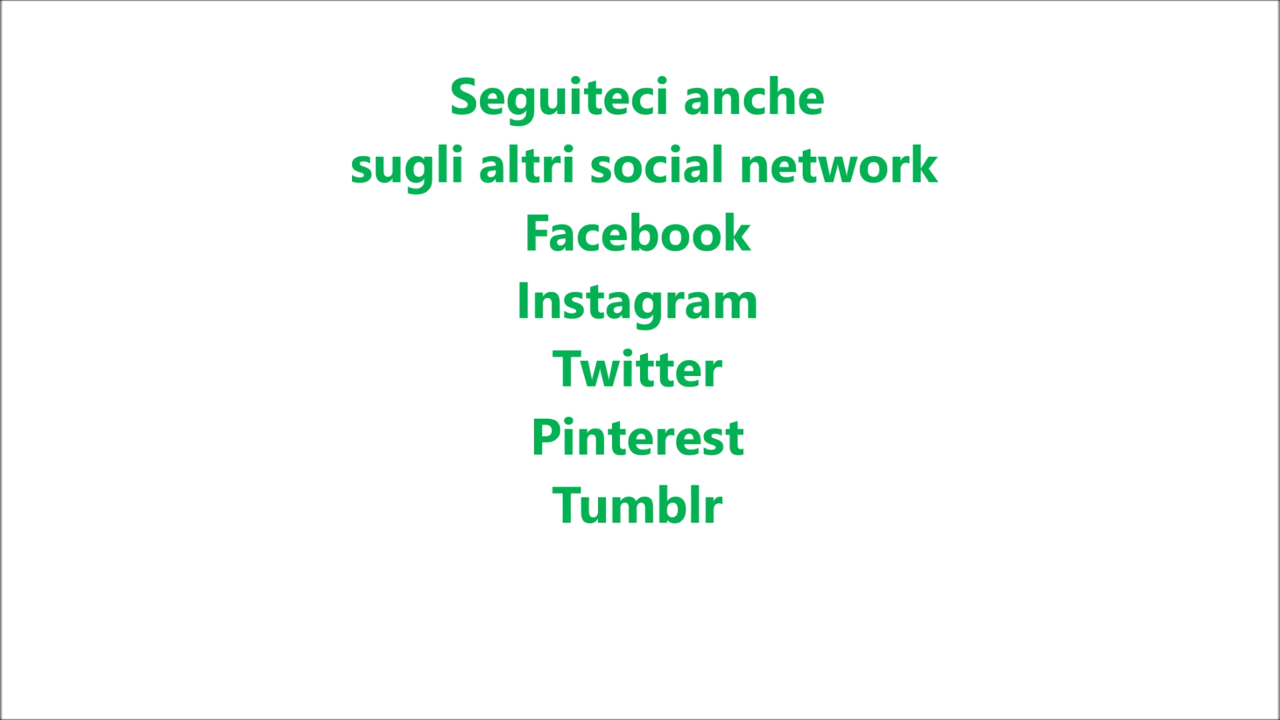 Seguiteci anche
sugli altri social network
Facebook
Instagram
Twitter
Pinterest
Tumblr